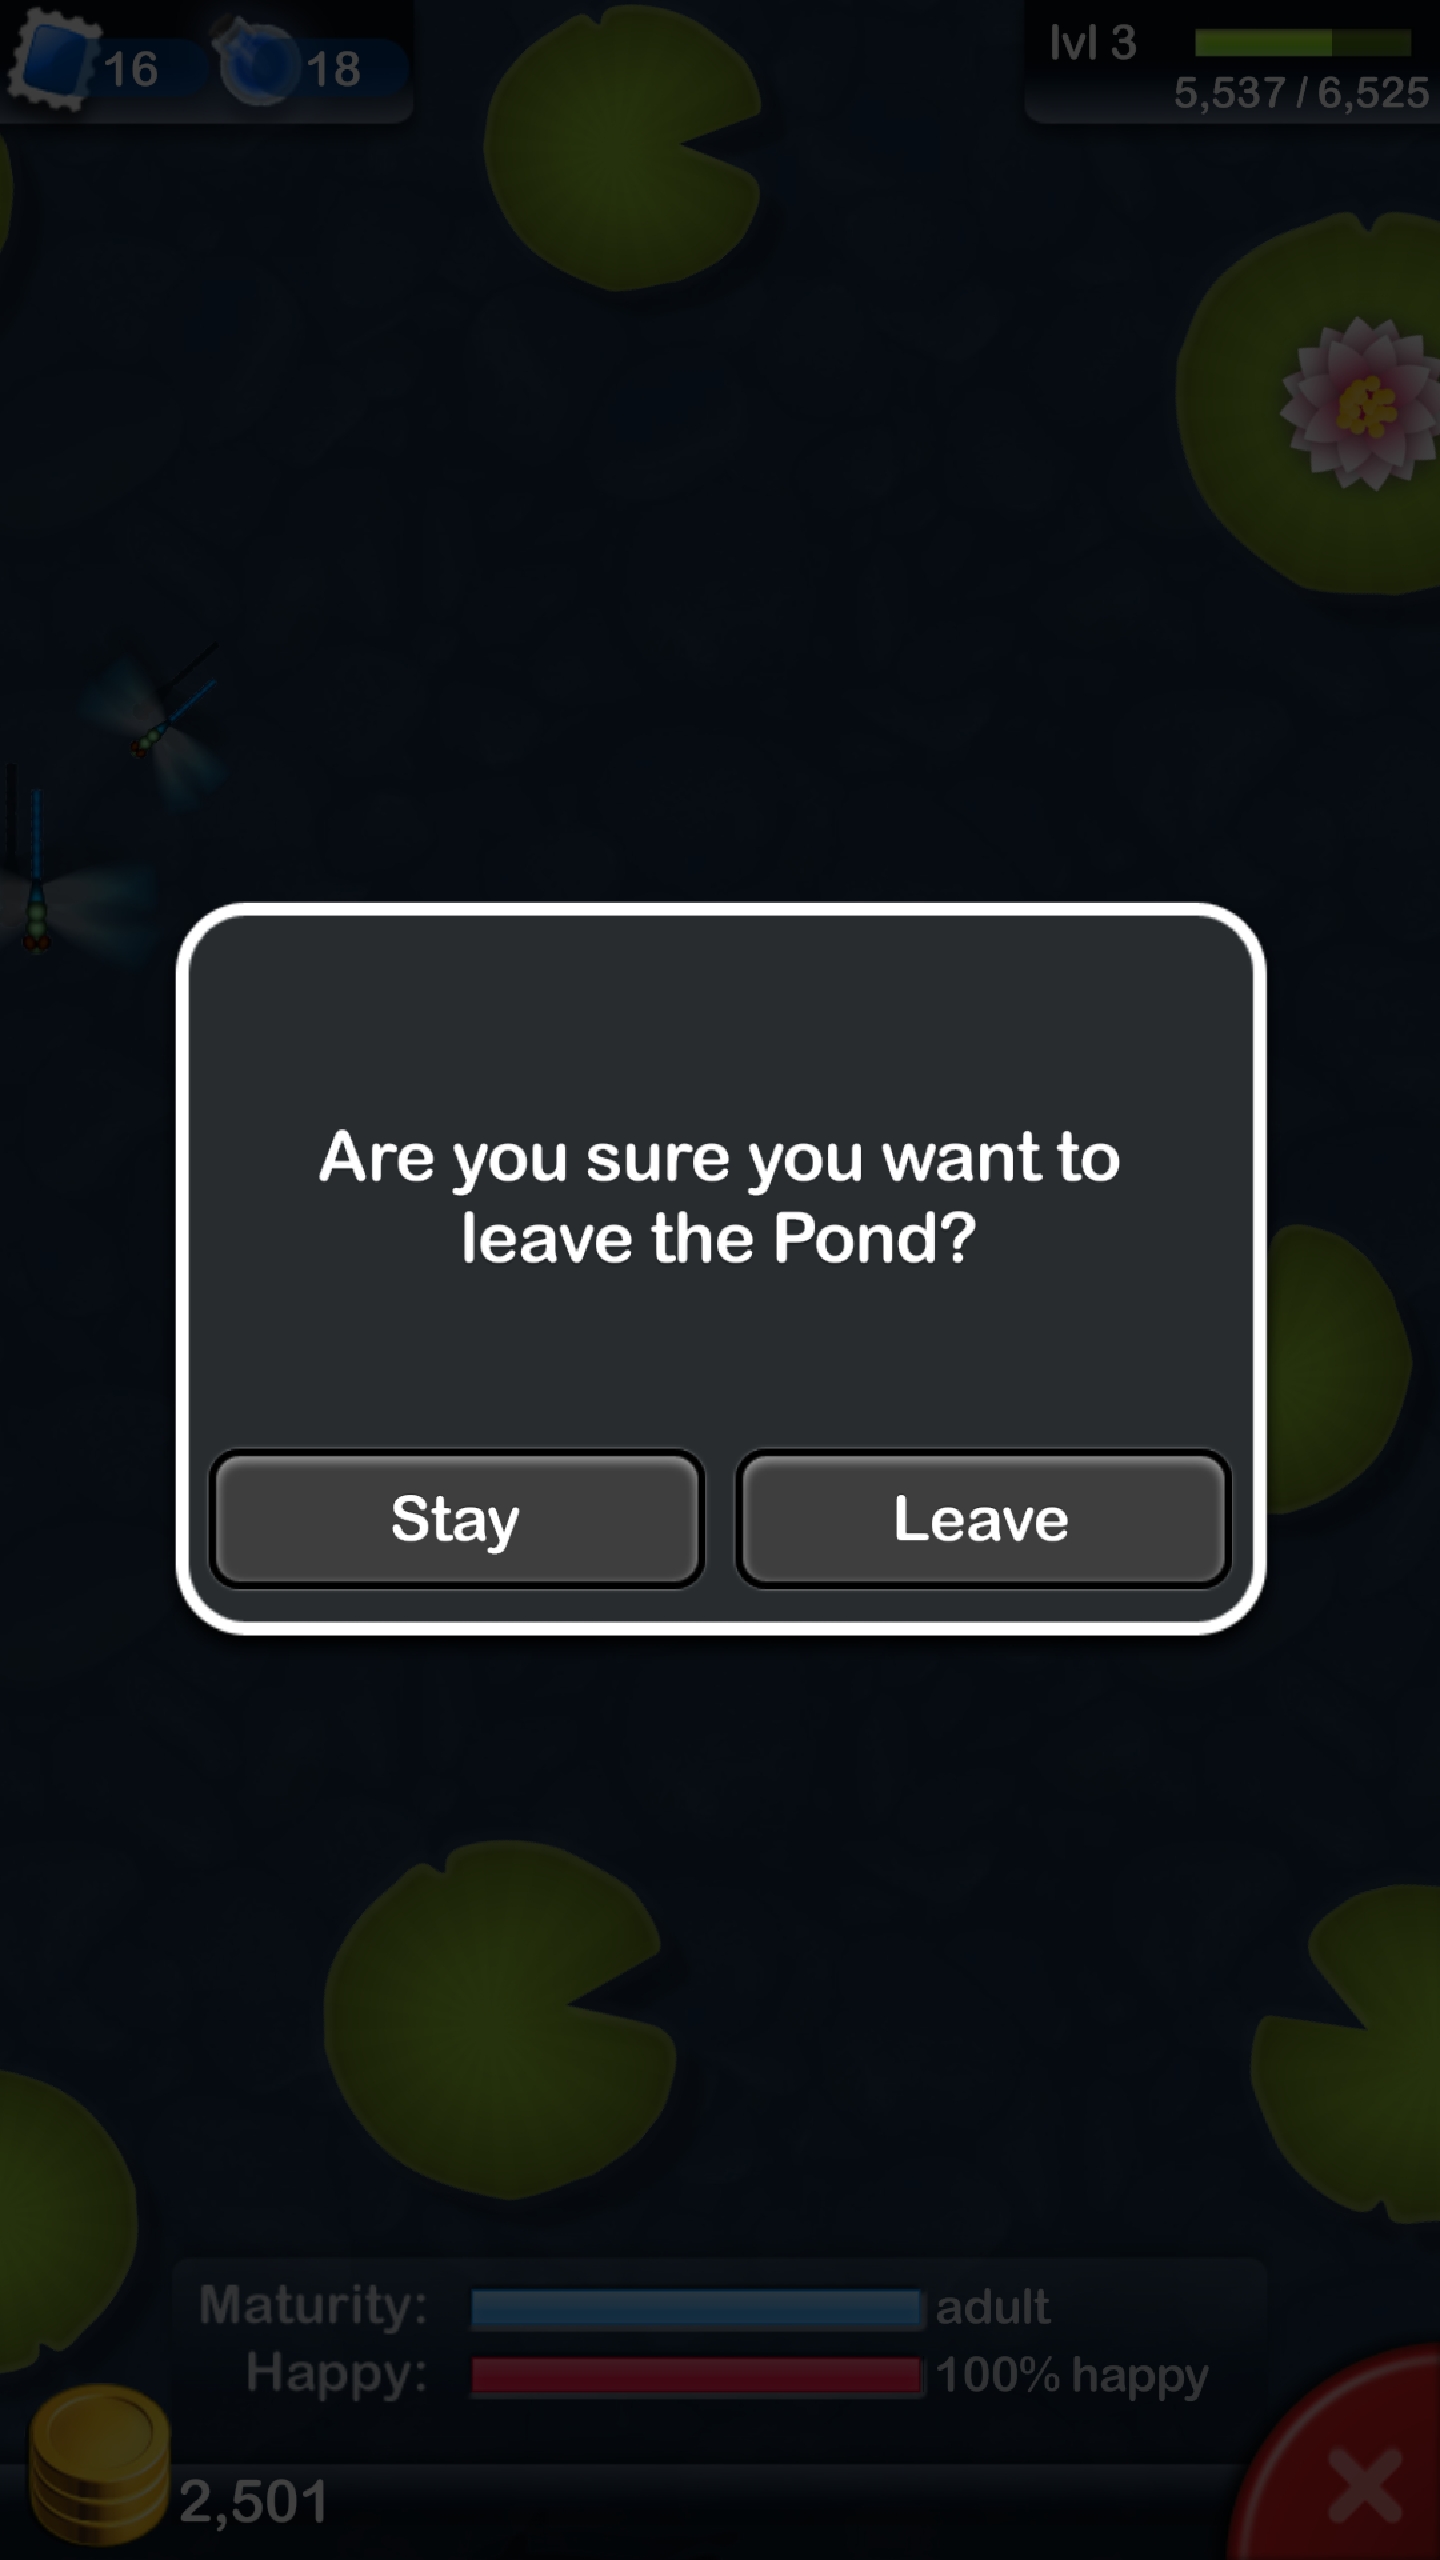 16
18
lvl 3
5,537 / 6,525
Are you sure you want to
leave the Pond?
Stay
Leave
Maturity:
adult
Happy:
100% happy
2,501